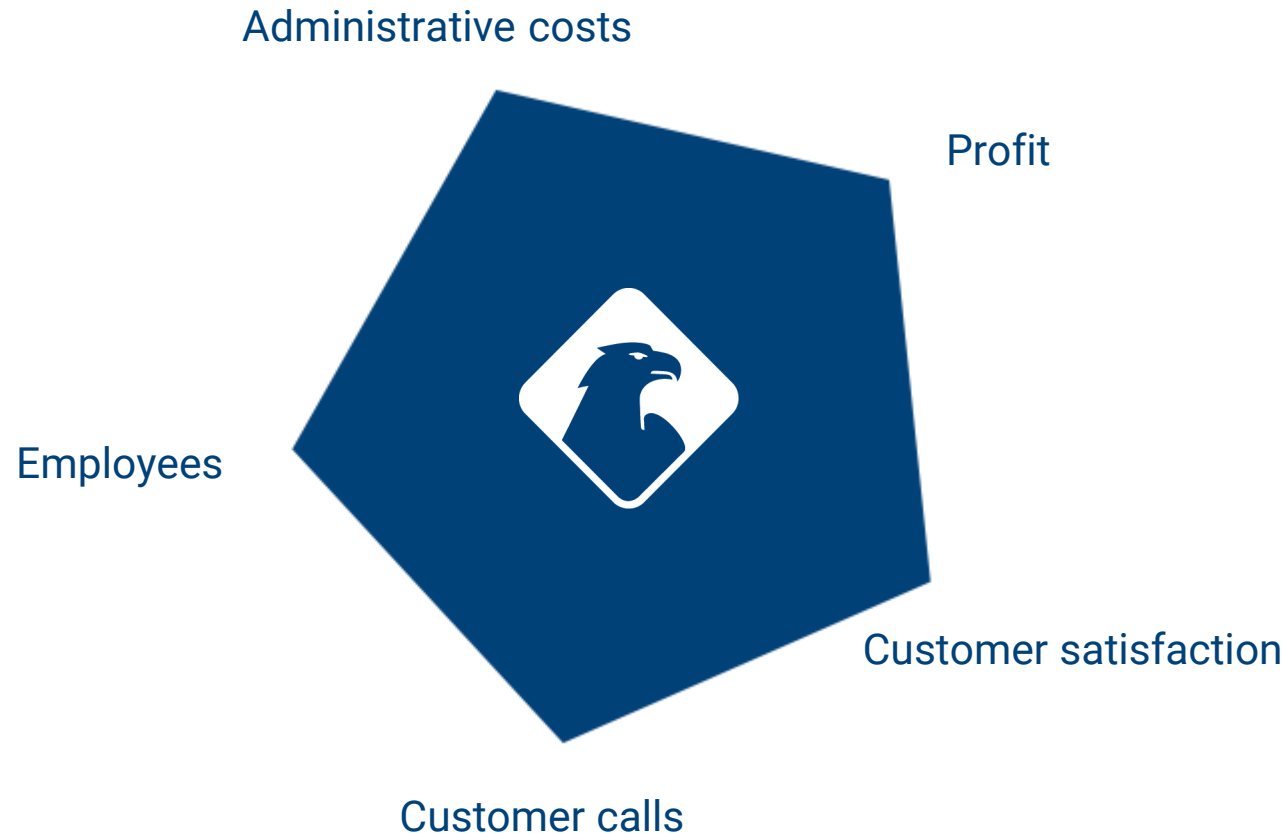 Administrative costs
Profit
Employees
Customer satisfaction
Customer calls